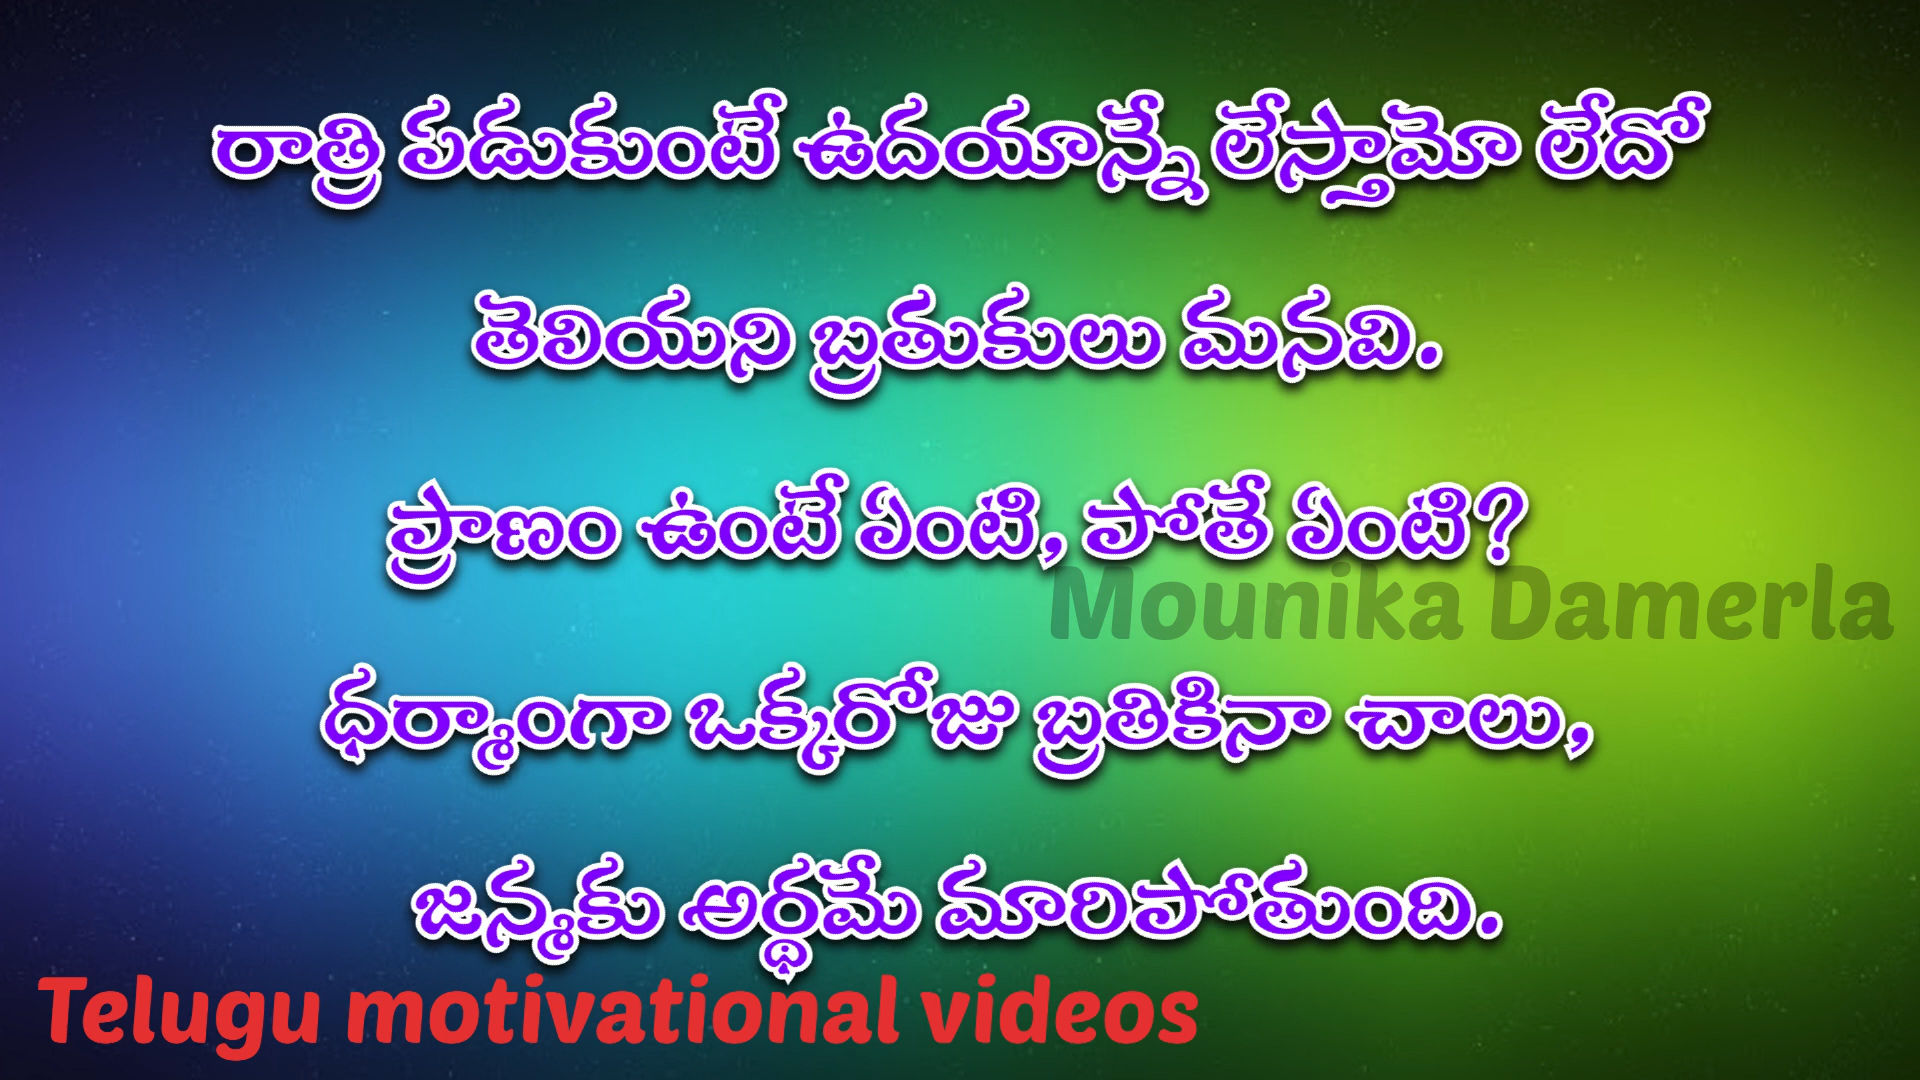 రాత్రి పడుకుంటే ఉదయాన్నే లేస్తామో లేదో
తెలియని బ్రతుకులు మనవి.
ప్రాణం ఉంటే ఏంటి, పోతే ఏంటి?
Mounika Damerla
ధర్మాంగా ఒక్కరోజు బ్రతికినా చాలు,
జన్మకు అర్థమే మారిపోతుంది.
Telugu motivational videos